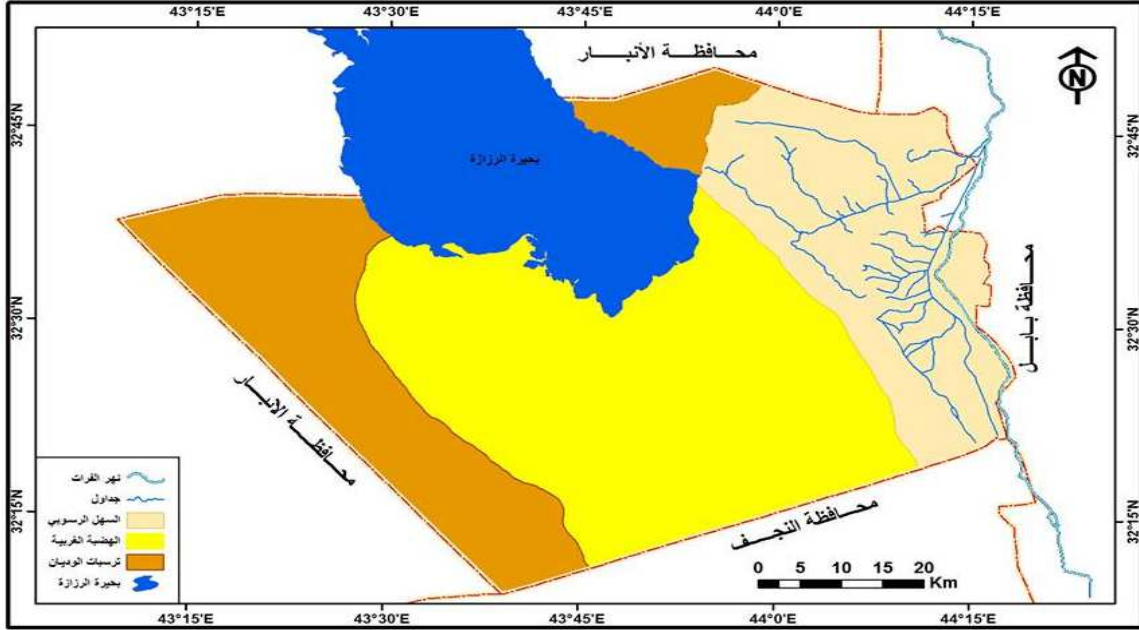 43°15'E 43°30'E 43°45'E 44°0'E 44°15'E
محافظة الأنبار
N
32°45'N 32°45'N
بحيرة الرزازة
محافظة بابل
32°30'N 32°30'N
محافظة الانبار
نهر الفرات
جداول
السهل الرسوبي
الهضبة الغربية
ترسبات الوديان
بحيرة الرزازة
محافظة النجف
32°15'N 32°15'N
0 5 10 15 20
Km
43°15'E 43°30'E 43°45'E 44°0'E 44°15'E